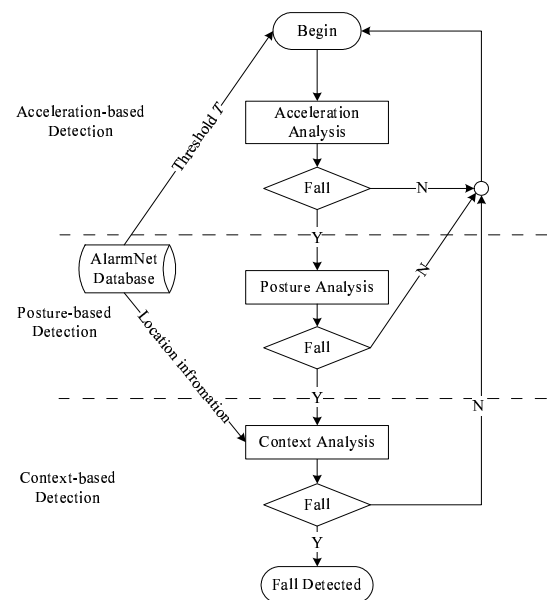 Begin
Acceleration-based
Detection
Threshold T
Acceleration
Analysis
Fall
N
Y
AlarmNet
Database
Posture Analysis
N
Posture-based
Detection
Location infromation
Fall
Y
N
Context Analysis
Context-based
Detection
Fall
Y
Fall Detected